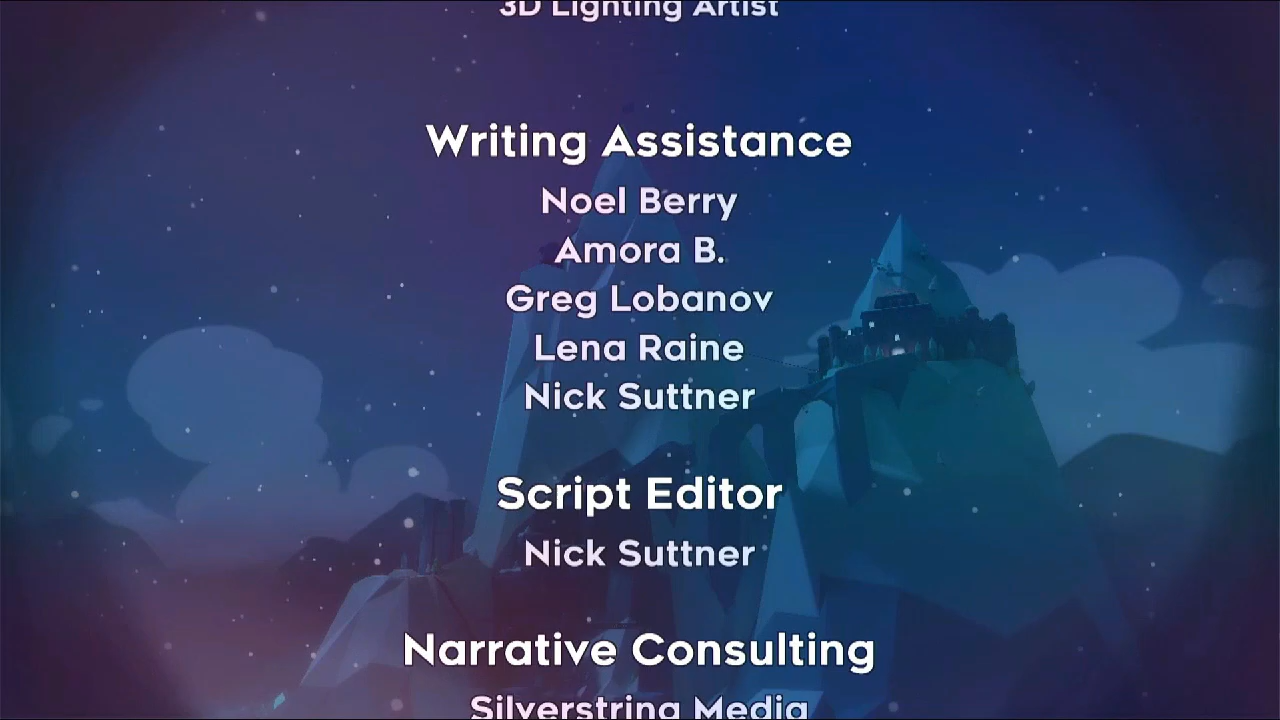 3D Lighting Artist
Writing Assistance
Noel Berry
Amora B.
Greg Lobanov
Lena Raine
Nick Suttner
Script Editor
Nick Suttner
Narrative Consulting
Silverstring Media